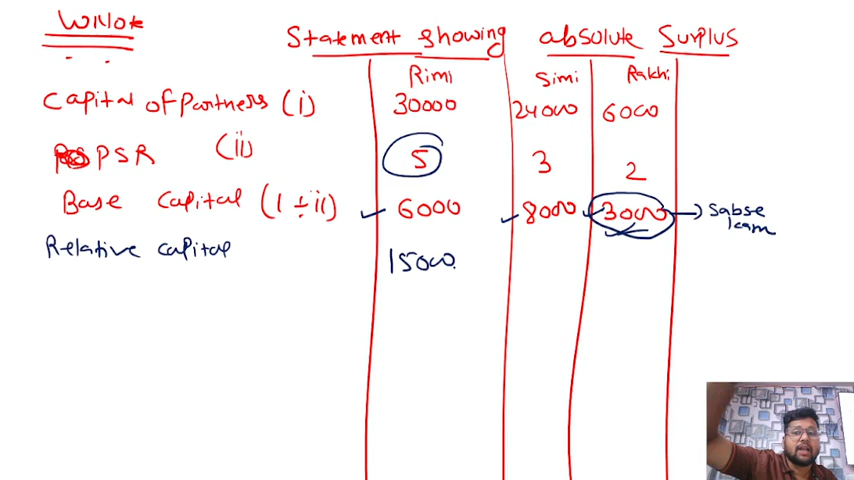 Statement showing absolute Surplus
Rimi Simi Rakhi
Capital of Partners (i) 30000 24000 6000
PSR (ii) 5 3 2
Base Capital (I ÷ ii) 6000 8000 3000 Sabse kam
Relative capital 15000